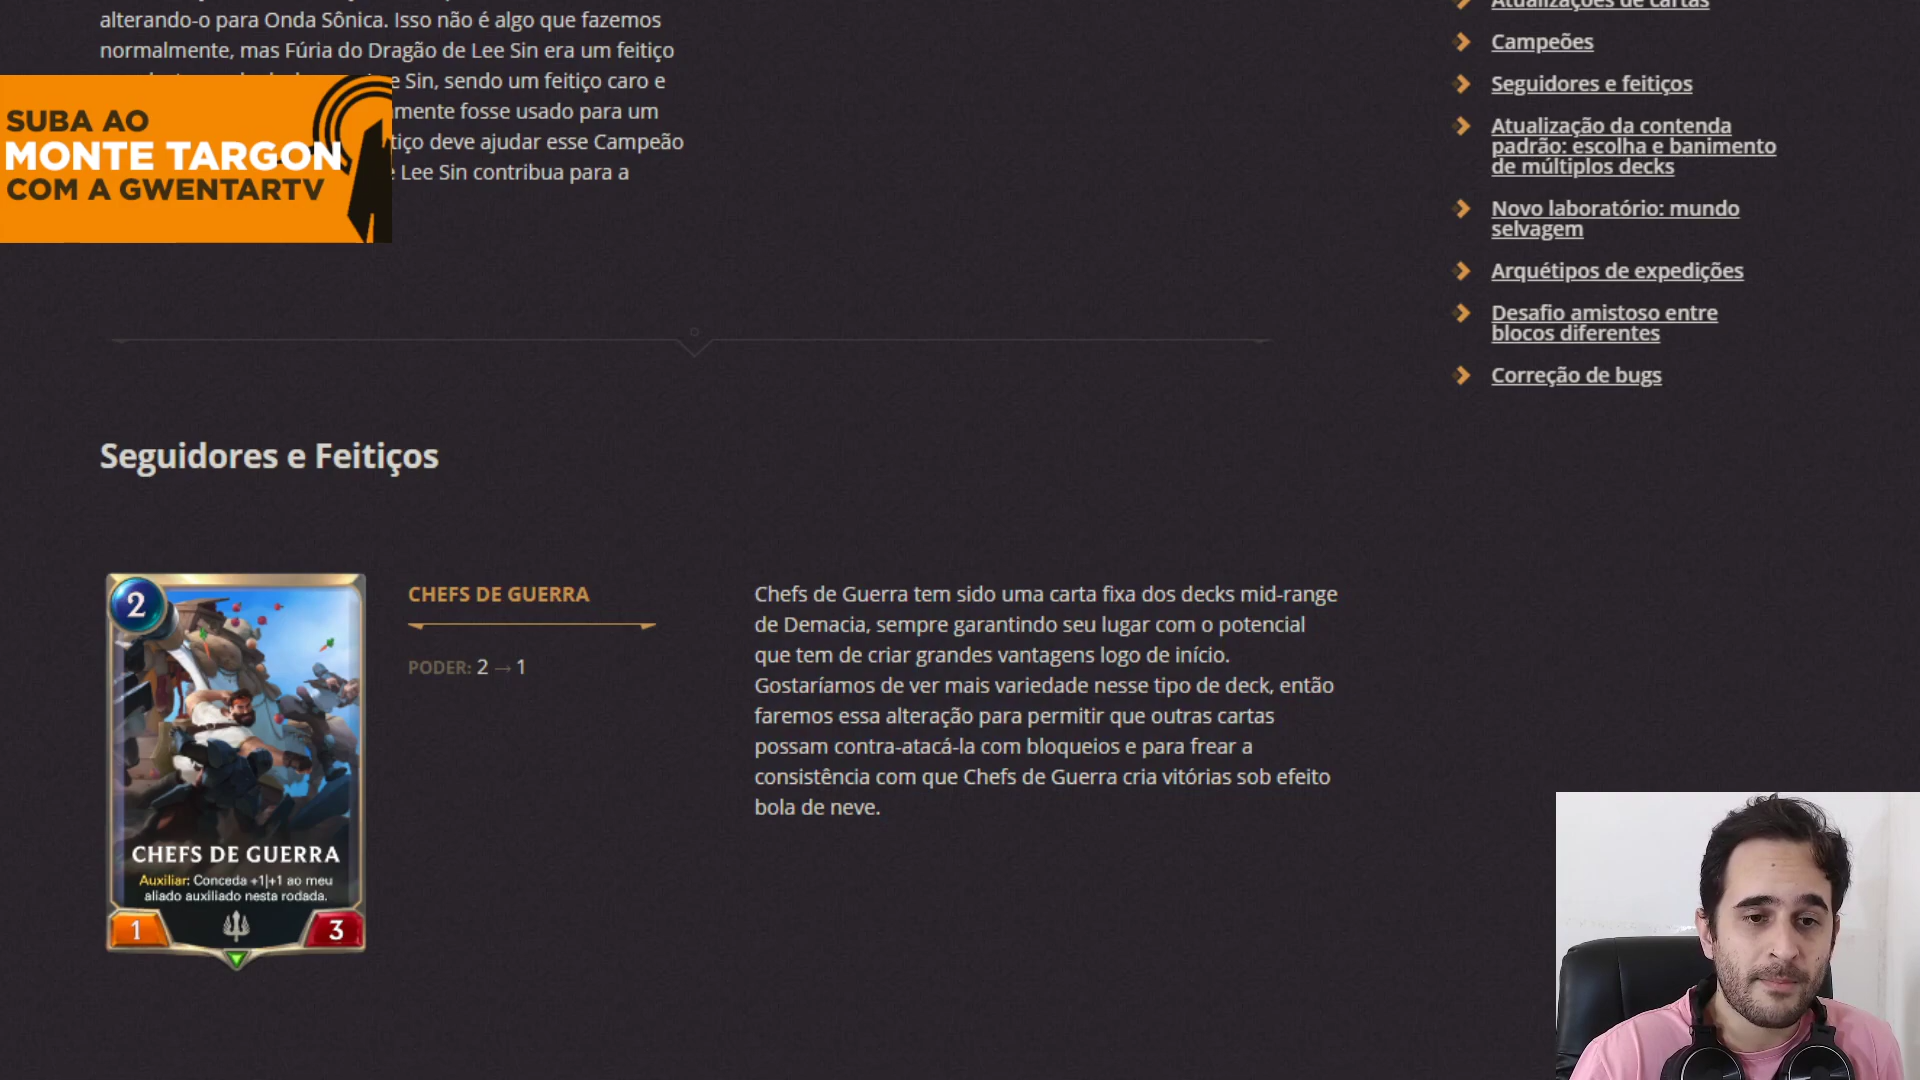 alterando-o para Onda Sônica. Isso não é algo que fazemos
normalmente, mas Fúria do Dragão de Lee Sin era um feitiço
Sin, sendo um feitiço caro e
fosse usado para um
deve ajudar esse Campeão
Lee Sin contribua para a
SUBA AO
MONTE TARGON
COM A GWENTARTV
Atualizações de cartas
Campeões
Seguidores e feitiços
Atualização da contenda
padrão: escolha e banimento
de múltiplos decks
Novo laboratório: mundo
selvagem
Arquétipos de expedições
Desafio amistoso entre
blocos diferentes
Correção de bugs
Seguidores e Feitiços
2
CHEFS DE GUERRA
Auxiliar: Conceda +1|+1 ao meu
aliado auxiliado nesta rodada.
1
3
CHEFS DE GUERRA
PODER: 2 → 1
Chefs de Guerra tem sido uma carta fixa dos decks mid-range
de Demacia, sempre garantindo seu lugar com o potencial
que tem de criar grandes vantagens logo de início.
Gostaríamos de ver mais variedade nesse tipo de deck, então
faremos essa alteração para permitir que outras cartas
possam contra-atacá-la com bloqueios e para frear a
consistência com que Chefs de Guerra cria vitórias sob efeito
bola de neve.